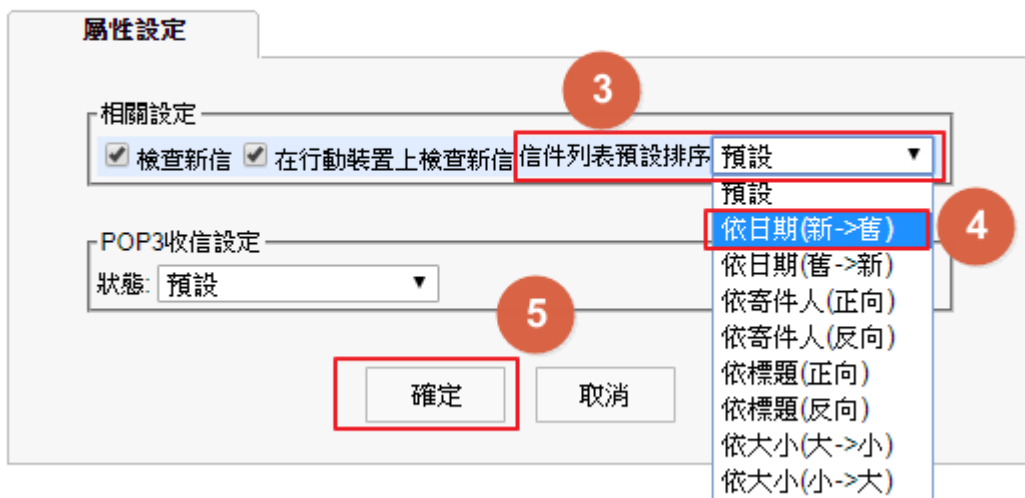 屬性設定
3
相關設定
檢查新信 在行動裝置上檢查新信 信件列表預設排序 預設
預設
依日期(新->舊)
4
依日期(舊->新)
依寄件人(正向)
依寄件人(反向)
依標題(正向)
依標題(反向)
依大小(大->小)
依大小(小->大)
POP3收信設定
狀態: 預設
5
確定 取消